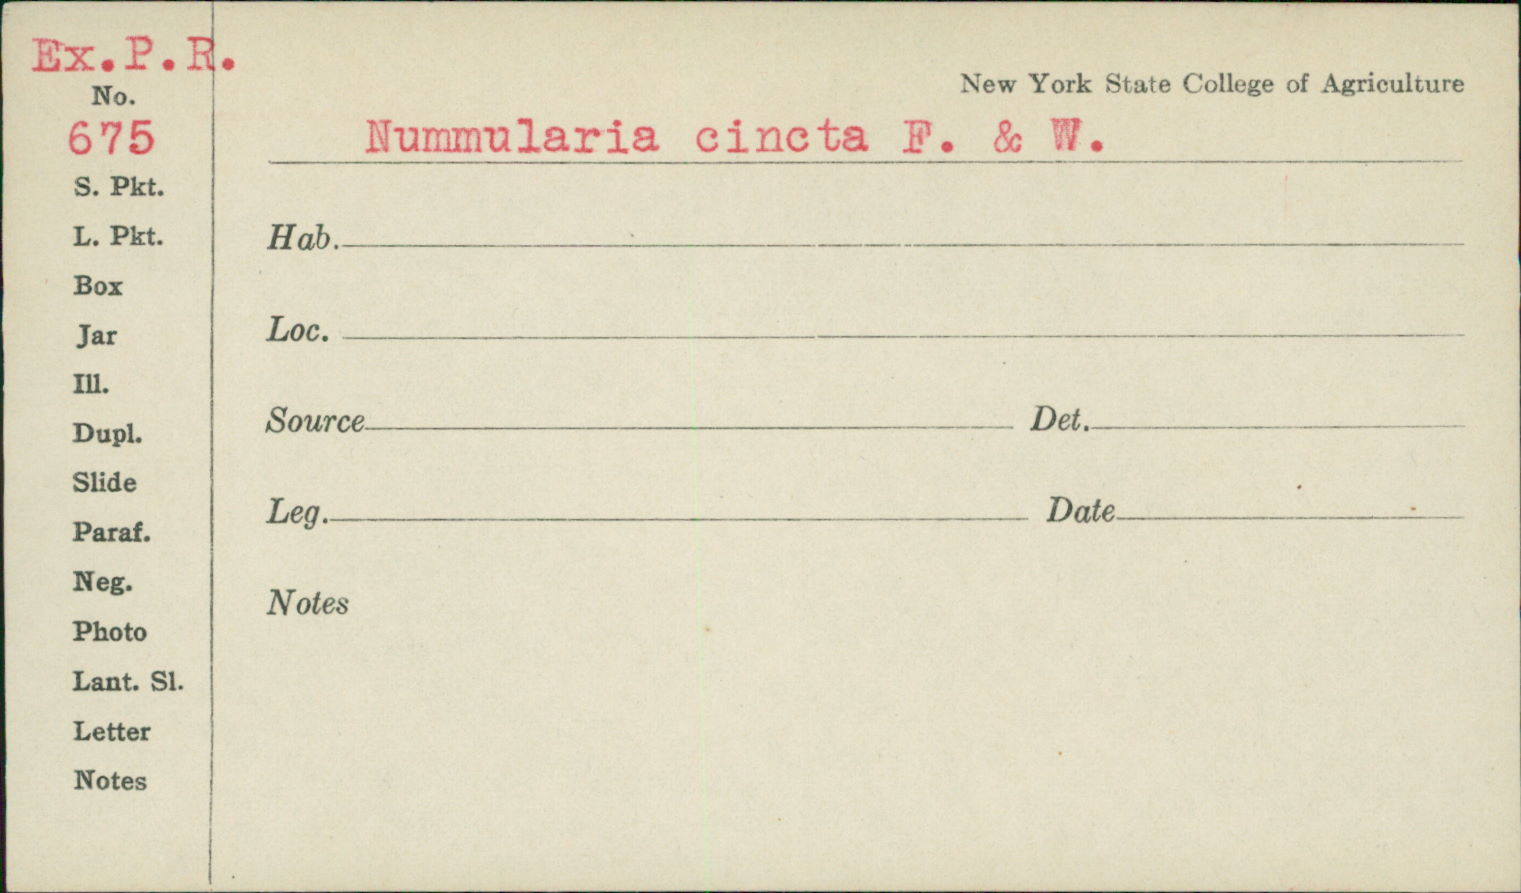 Ex.P.R.
No.
675
S. Pkt.
L. Pkt.
Box
Jar
Ill.
Dupl.
Slide
Paraf.
Neg.
Photo
Lant. Sl.
Letter
Notes
New York State College of Agriculture
Nummularia cincta F. & W.
Hab.
Loc.
Source Det.
Leg. Date
Notes